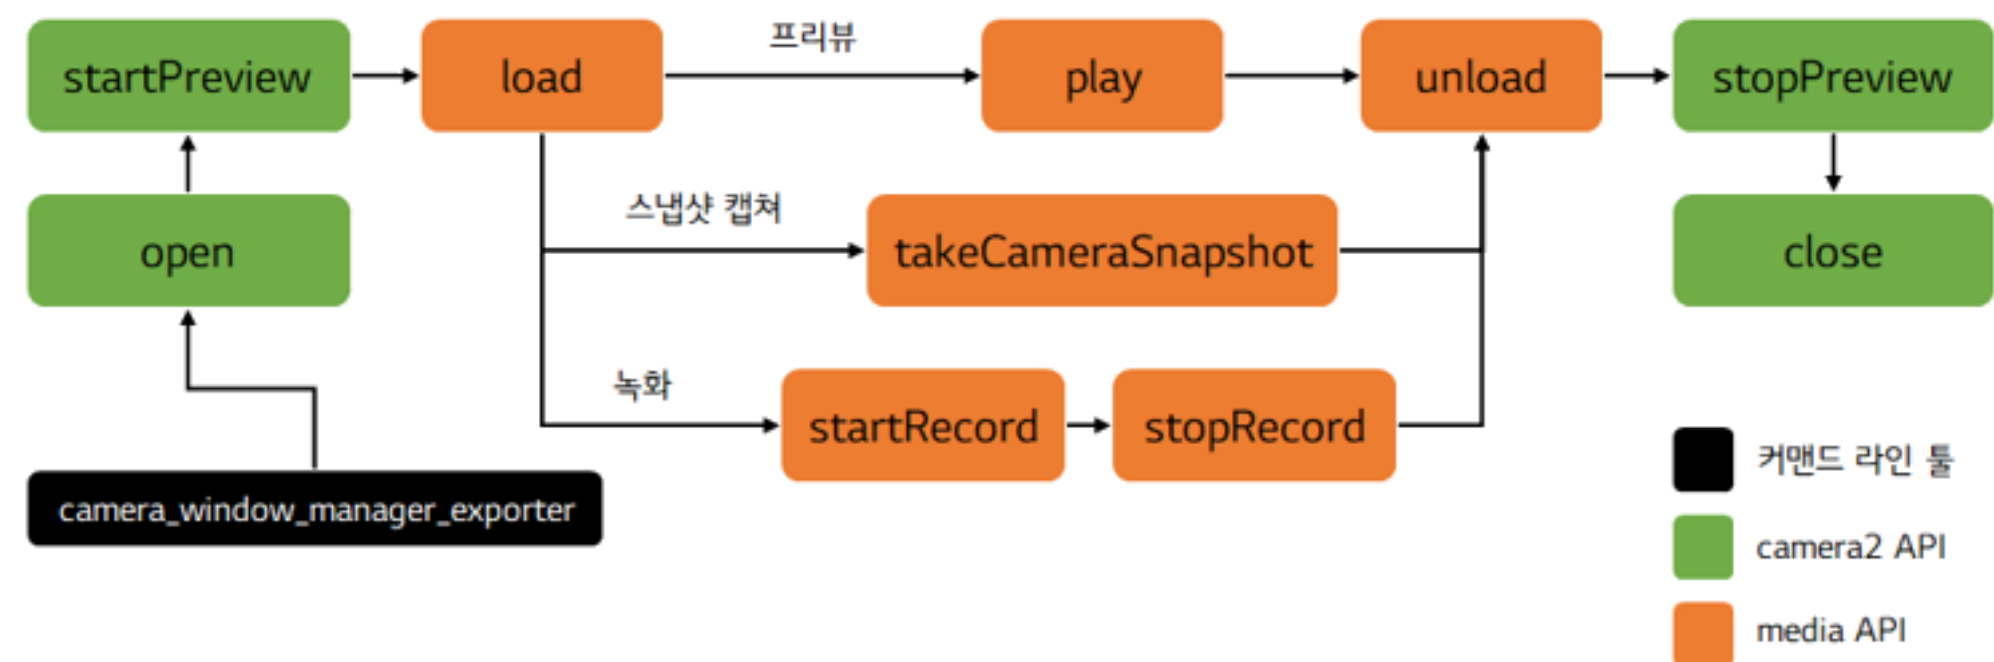 startPreview
load
프리뷰
play
unload
stopPreview
open
스냅샷 캡쳐
takeCameraSnapshot
close
녹화
startRecord
stopRecord
camera_window_manager_exporter
커맨드 라인 툴
camera2 API
media API